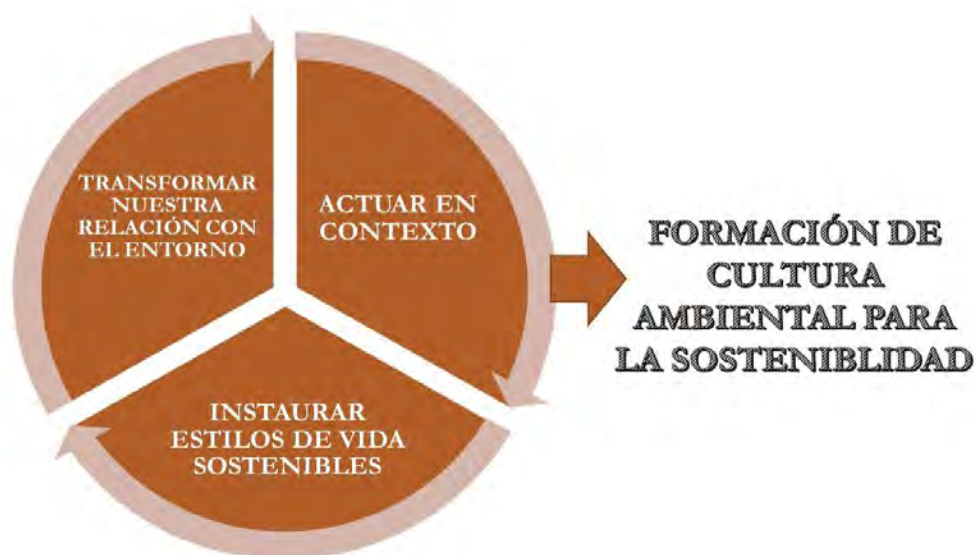 TRANSFORMAR
NUESTRA
RELACIÓN CON
EL ENTORNO
ACTUAR EN
CONTEXTO
INSTAURAR
ESTILOS DE VIDA
SOSTENIBLES
FORMACIÓN DE
CULTURA
AMBIENTAL PARA
LA SOSTENIBLIDAD